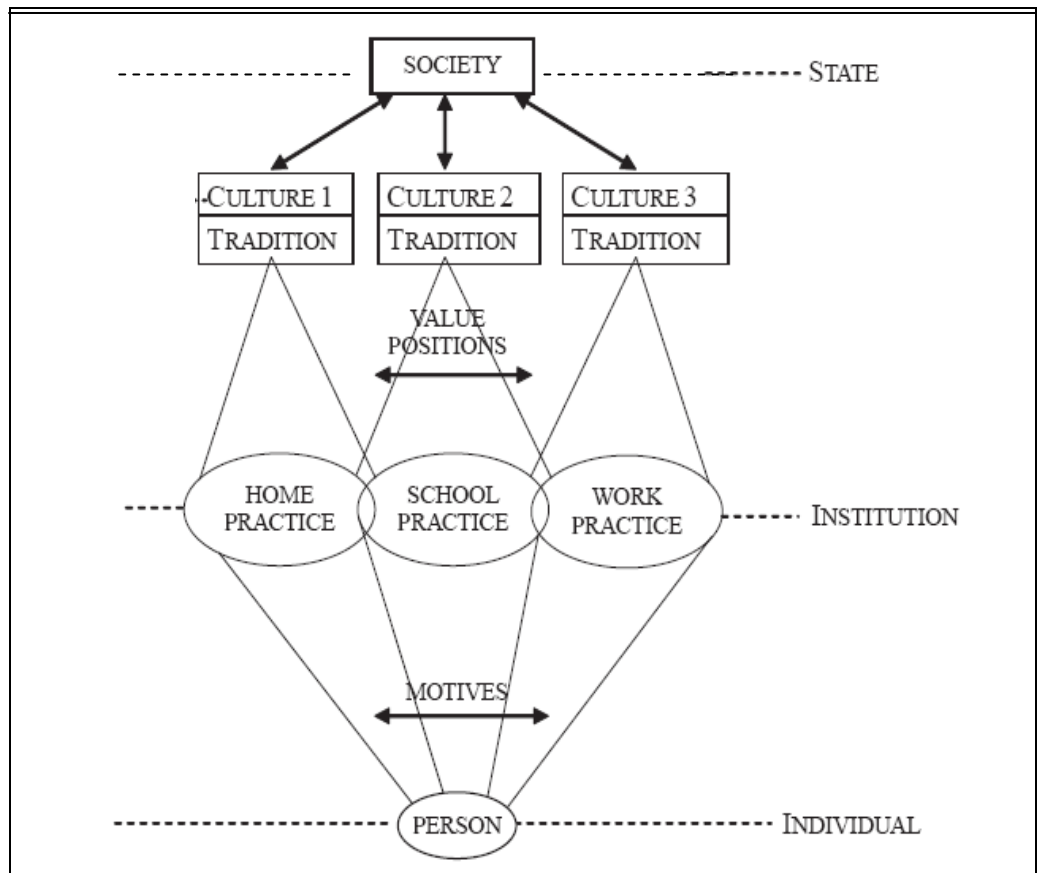 SOCIETY
STATE
CULTURE 1
CULTURE 2
CULTURE 3
TRADITION
TRADITION
TRADITION
VALUE
POSITIONS
HOME
PRACTICE
SCHOOL
PRACTICE
WORK
PRACTICE
INSTITUTION
MOTIVES
PERSON
INDIVIDUAL